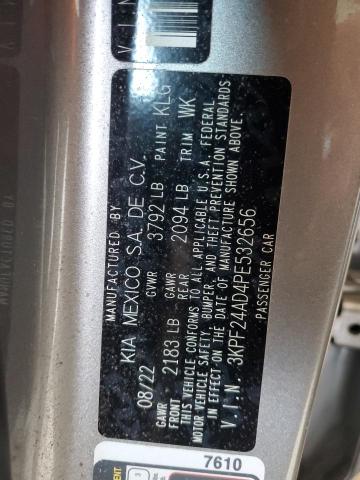 V I N
MANUFACTURED BY
KIA MEXICO S.A. DE C.V.
08/22 GVWR 3792 LB PAINT KLG
GAWR FRONT 2183 LB GAWR REAR 2094 LB TRIM WK
THIS VEHICLE CONFORMS TO ALL APPLICABLE U.S.A. FEDERAL
MOTOR VEHICLE SAFETY, BUMPER, AND THEFT PREVENTION STANDARDS
IN EFFECT ON THE DATE OF MANUFACTURE SHOWN ABOVE.
V.I.N. 3KPF24AD4PE532656
PASSENGER CAR
7610